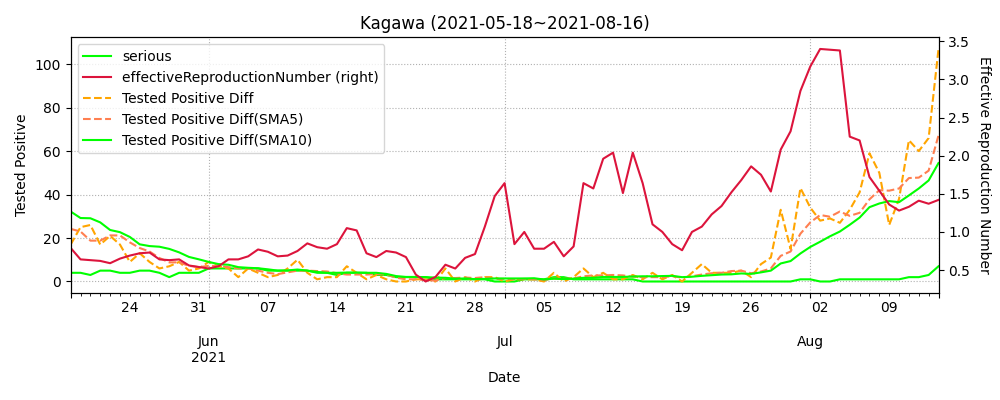 Kagawa (2021-05-18~2021-08-16)
serious
effectiveReproductionNumber (right)
Tested Positive Diff
Tested Positive Diff(SMA5)
Tested Positive Diff(SMA10)
Tested Positive
100
80
60
40
20
0
3.5
3.0
2.5
2.0
1.5
1.0
0.5
Effective Reproduction Number
24 31 07 14 21 28 05 12 19 26 02 09
Jun Jul Aug
2021
Date